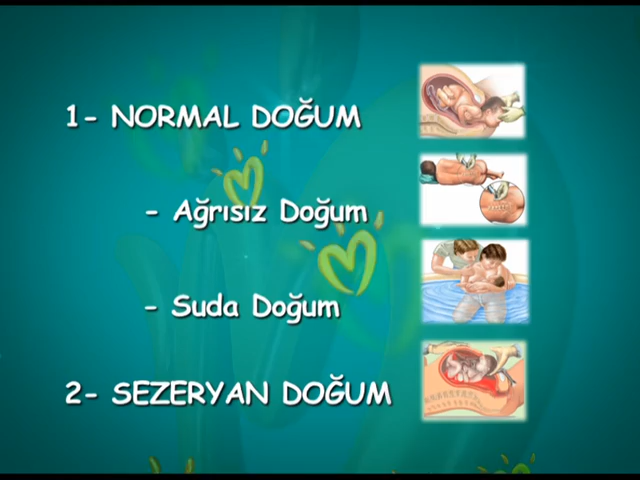 1- NORMAL DOĞUM
- Ağrısız Doğum
- Suda Doğum
2- SEZERYAN DOĞUM